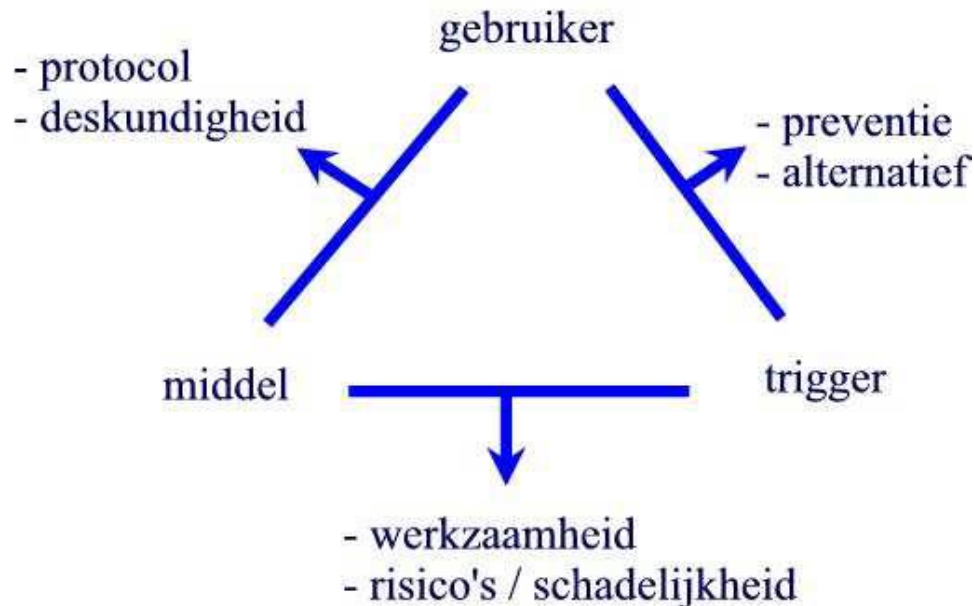 gebruiker
- protocol
- deskundigheid
- preventie
- alternatief
middel
trigger
- werkzaamheid
- risico's / schadelijkheid